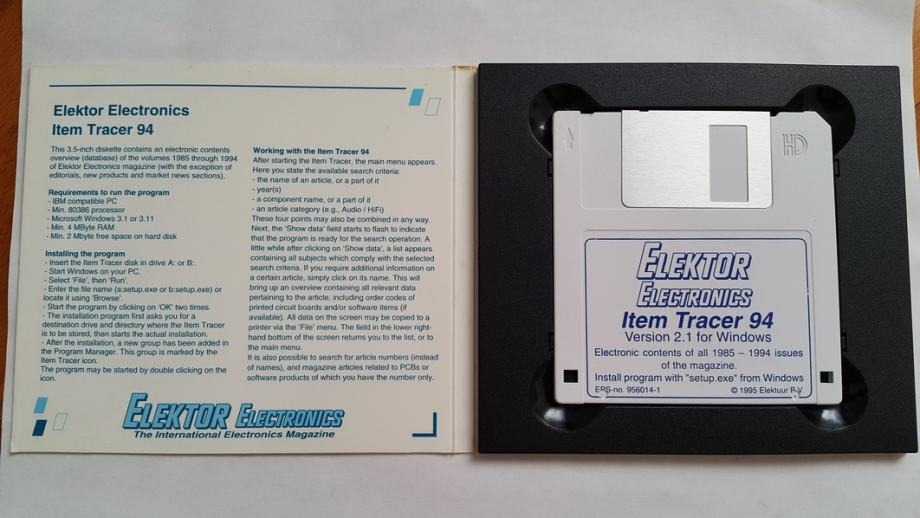 Elektor Electronics
Item Tracer 94
This 3.5-inch diskette contains an electronic contents
overview (database) of the volumes 1985 through 1994
of Elektor Electronics magazine (with the exception of
editorials, new products and market news sections).
Requirements to run the program
- IBM compatible PC
- Min. 80386 processor
- Microsoft Windows 3.1 or 3.11
- Min. 4 MByte RAM
- Min. 2 Mbyte free space on hard disk
Installing the program
- Insert the Item Tracer disk in drive A: or B:.
- Start Windows on your PC.
- Select 'File', then 'Run'.
- Enter the file name (a:setup.exe or b:setup.exe) or
locate it using 'Browse'.
- Start the program by clicking on 'OK' two times.
- The installation program first asks you for a
destination drive and directory where the Item Tracer
is to be stored, then starts the actual installation.
- After the installation, a new group has been added in
the Program Manager. This group is marked by the
Item Tracer icon.
The program may be started by double clicking on the
icon.
Working with the Item Tracer 94
After starting the Item Tracer, the main menu appears.
Here you state the available search criteria:
- the name of an article, or a part of it
- year(s)
- a component name, or a part of it
- an article category (e.g., Audio / HiFi)
These four points may also be combined in any way.
Next, the 'Show data' field starts to flash to indicate
that the program is ready for the search operation. A
little while after clicking on 'Show data', a list appears
containing all subjects which comply with the selected
search criteria. If you require additional information on
a certain article, simply click on its name. This will
bring up an overview containing all relevant data
pertaining to the article, including order codes of
printed circuit boards and/or software items (if
available). All data on the screen may be copied to a
printer via the 'File' menu. The field in the lower right-
hand bottom of the screen returns you to the list, or to
the main menu.
It is also possible to search for article numbers (instead
of names), and magazine articles related to PCBs or
software products of which you have the number only.
ELEKTOR ELECTRONICS
The International Electronics Magazine
HD
ELEKTOR
ELECTRONICS
Item Tracer 94
Version 2.1 for Windows
Electronic contents of all 1985 – 1994 issues
of the magazine.
Install program with "setup.exe" from Windows
EPS-no. 956014-1 © 1995 Elektuur B.V.